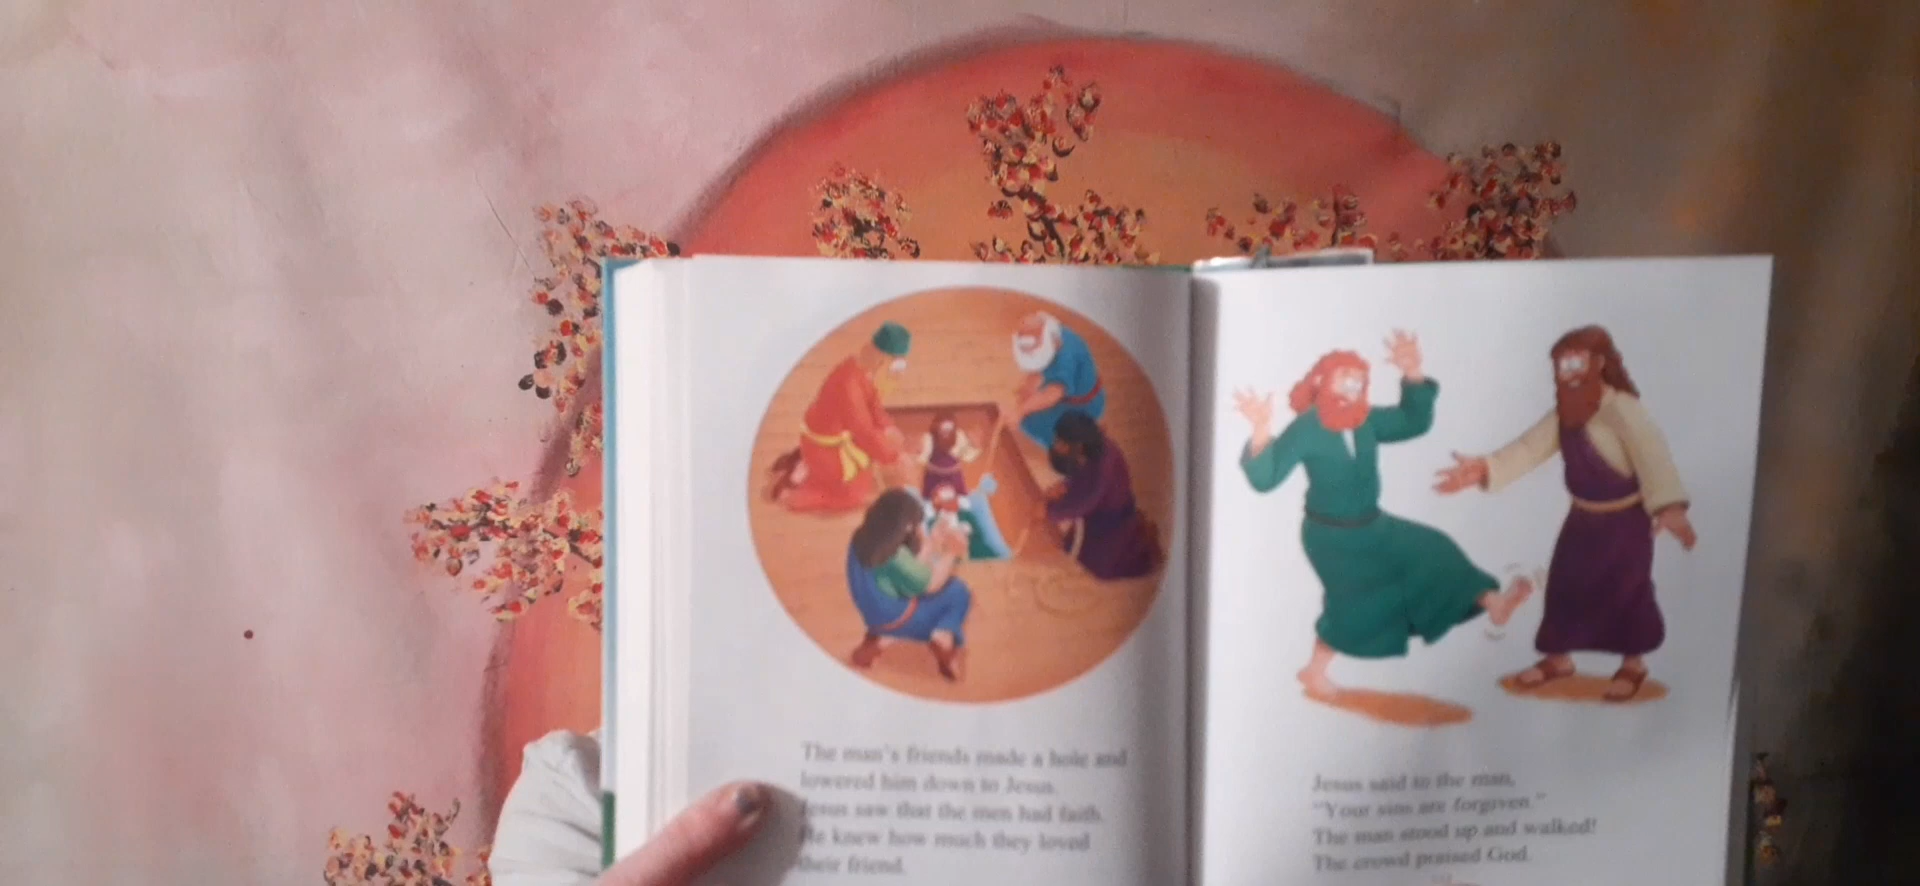 The man's friends made a hole and
lowered him down to Jesus.
Jesus saw that the men had faith.
He knew how much they loved
their friend.
Jesus said to the man,
"Your sins are forgiven."
The man stood up and walked!
The crowd praised God.